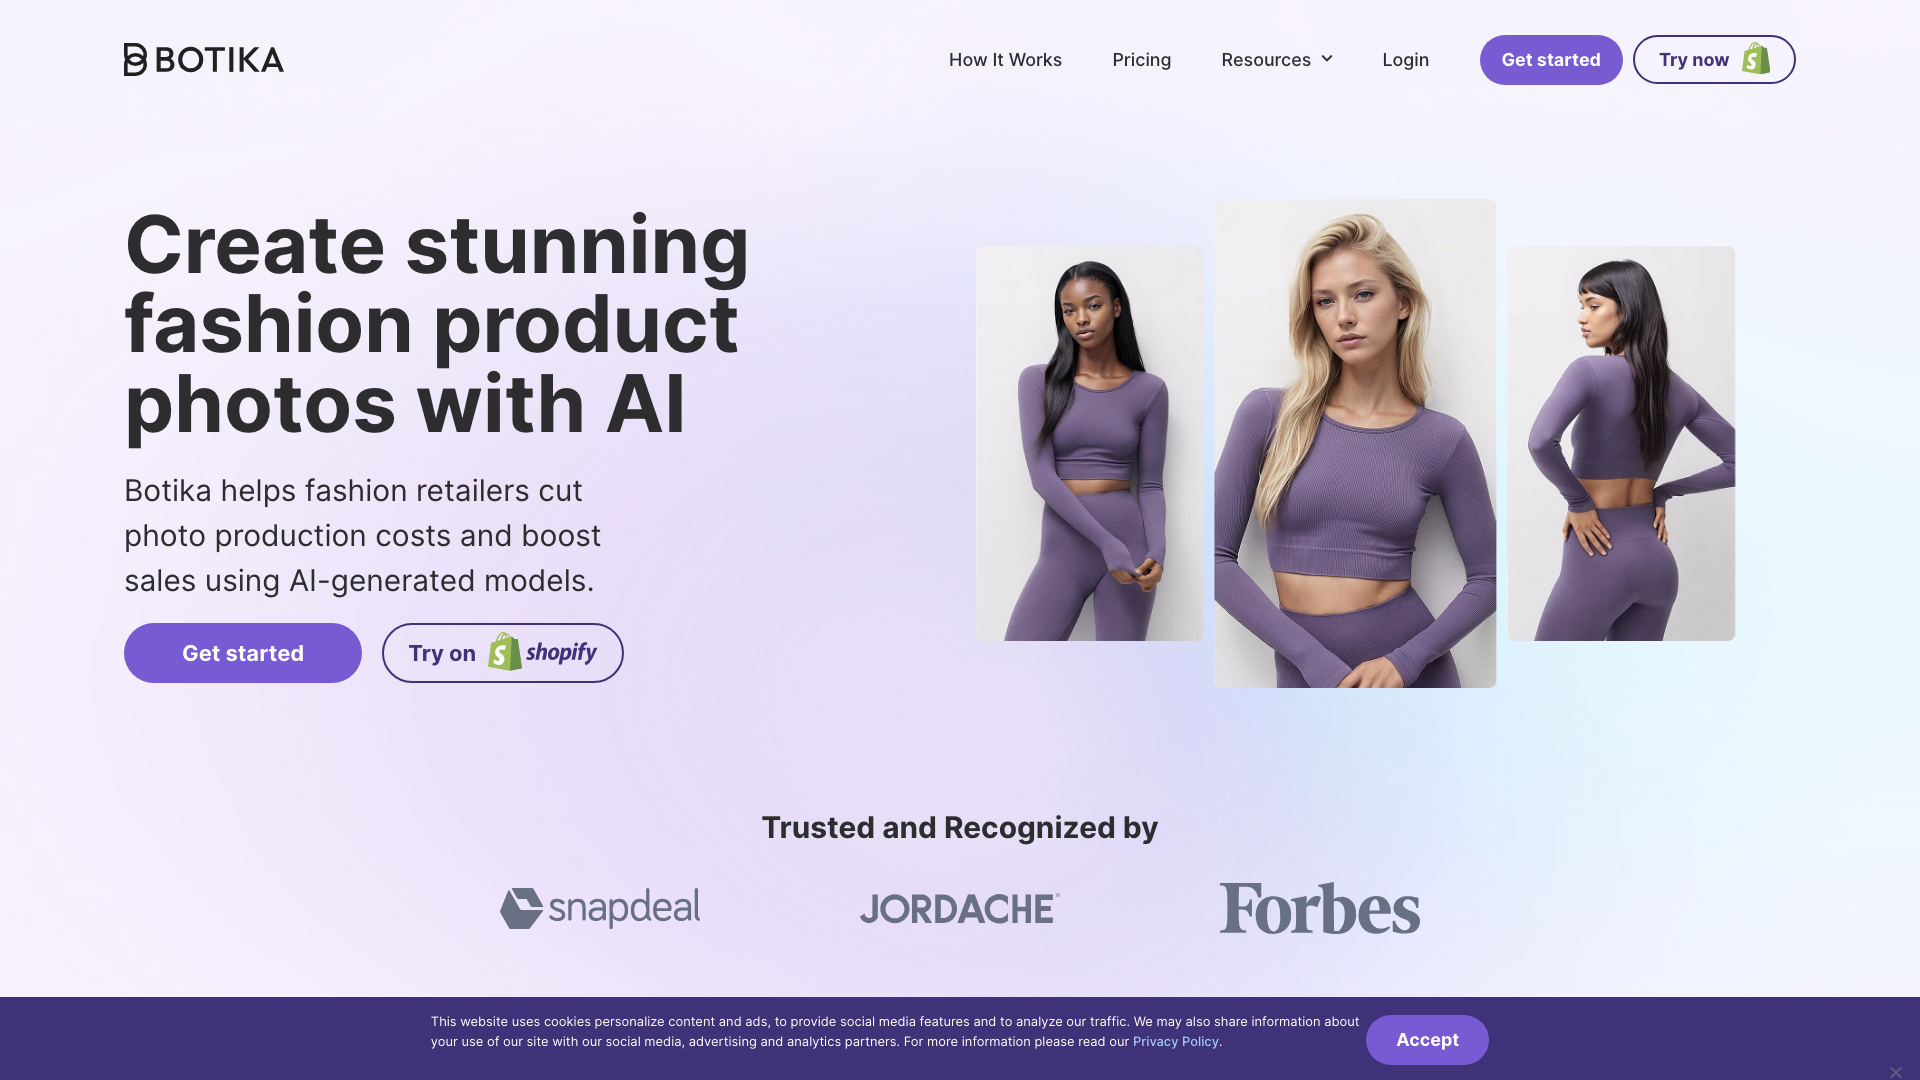 BOTIKA
How It Works
Pricing
Resources
Login
Get started
Try now
Create stunning
fashion product
photos with AI
Botika helps fashion retailers cut
photo production costs and boost
sales using AI-generated models.
Get started
Try on shopify
Trusted and Recognized by
snapdeal
JORDACHE
Forbes
This website uses cookies personalize content and ads, to provide social media features and to analyze our traffic. We may also share information about
your use of our site with our social media, advertising and analytics partners. For more information please read our Privacy Policy.
Accept